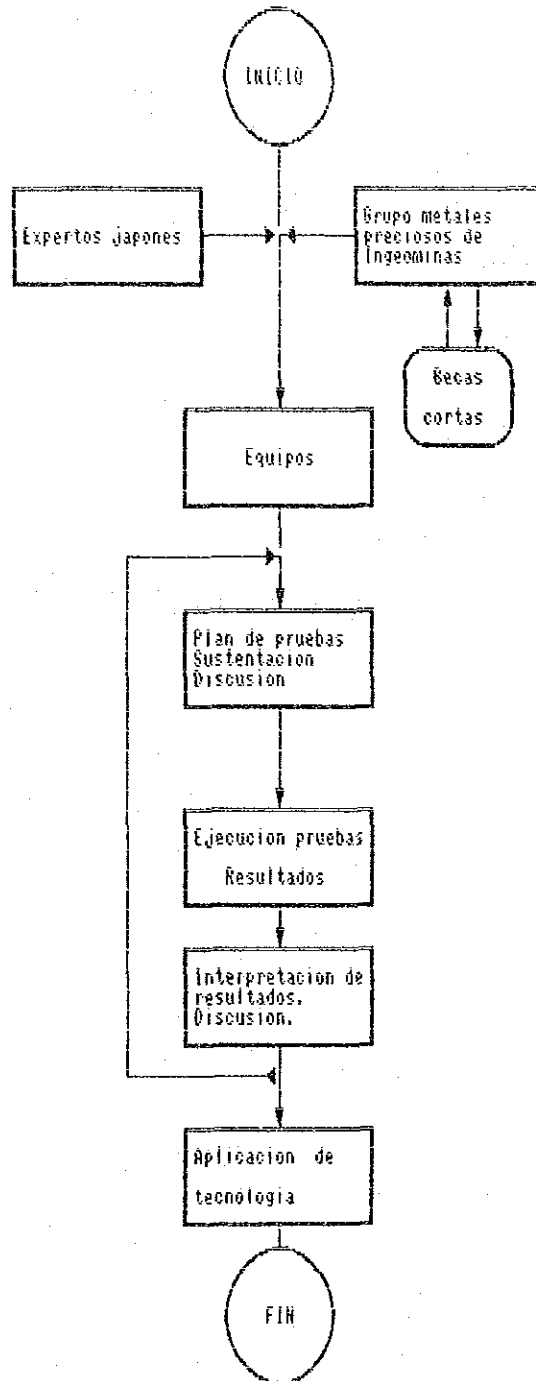 INICIO
Expertos japones
Grupo metales
preciosos de
Ingeominas
Becas
cortas
Equipos
Plan de pruebas
Sustentacion
Discusion
Ejecucion pruebas
Resultados
Interpretacion de
resultados.
Discusion.
Aplicacion de
tecnologia
FIN